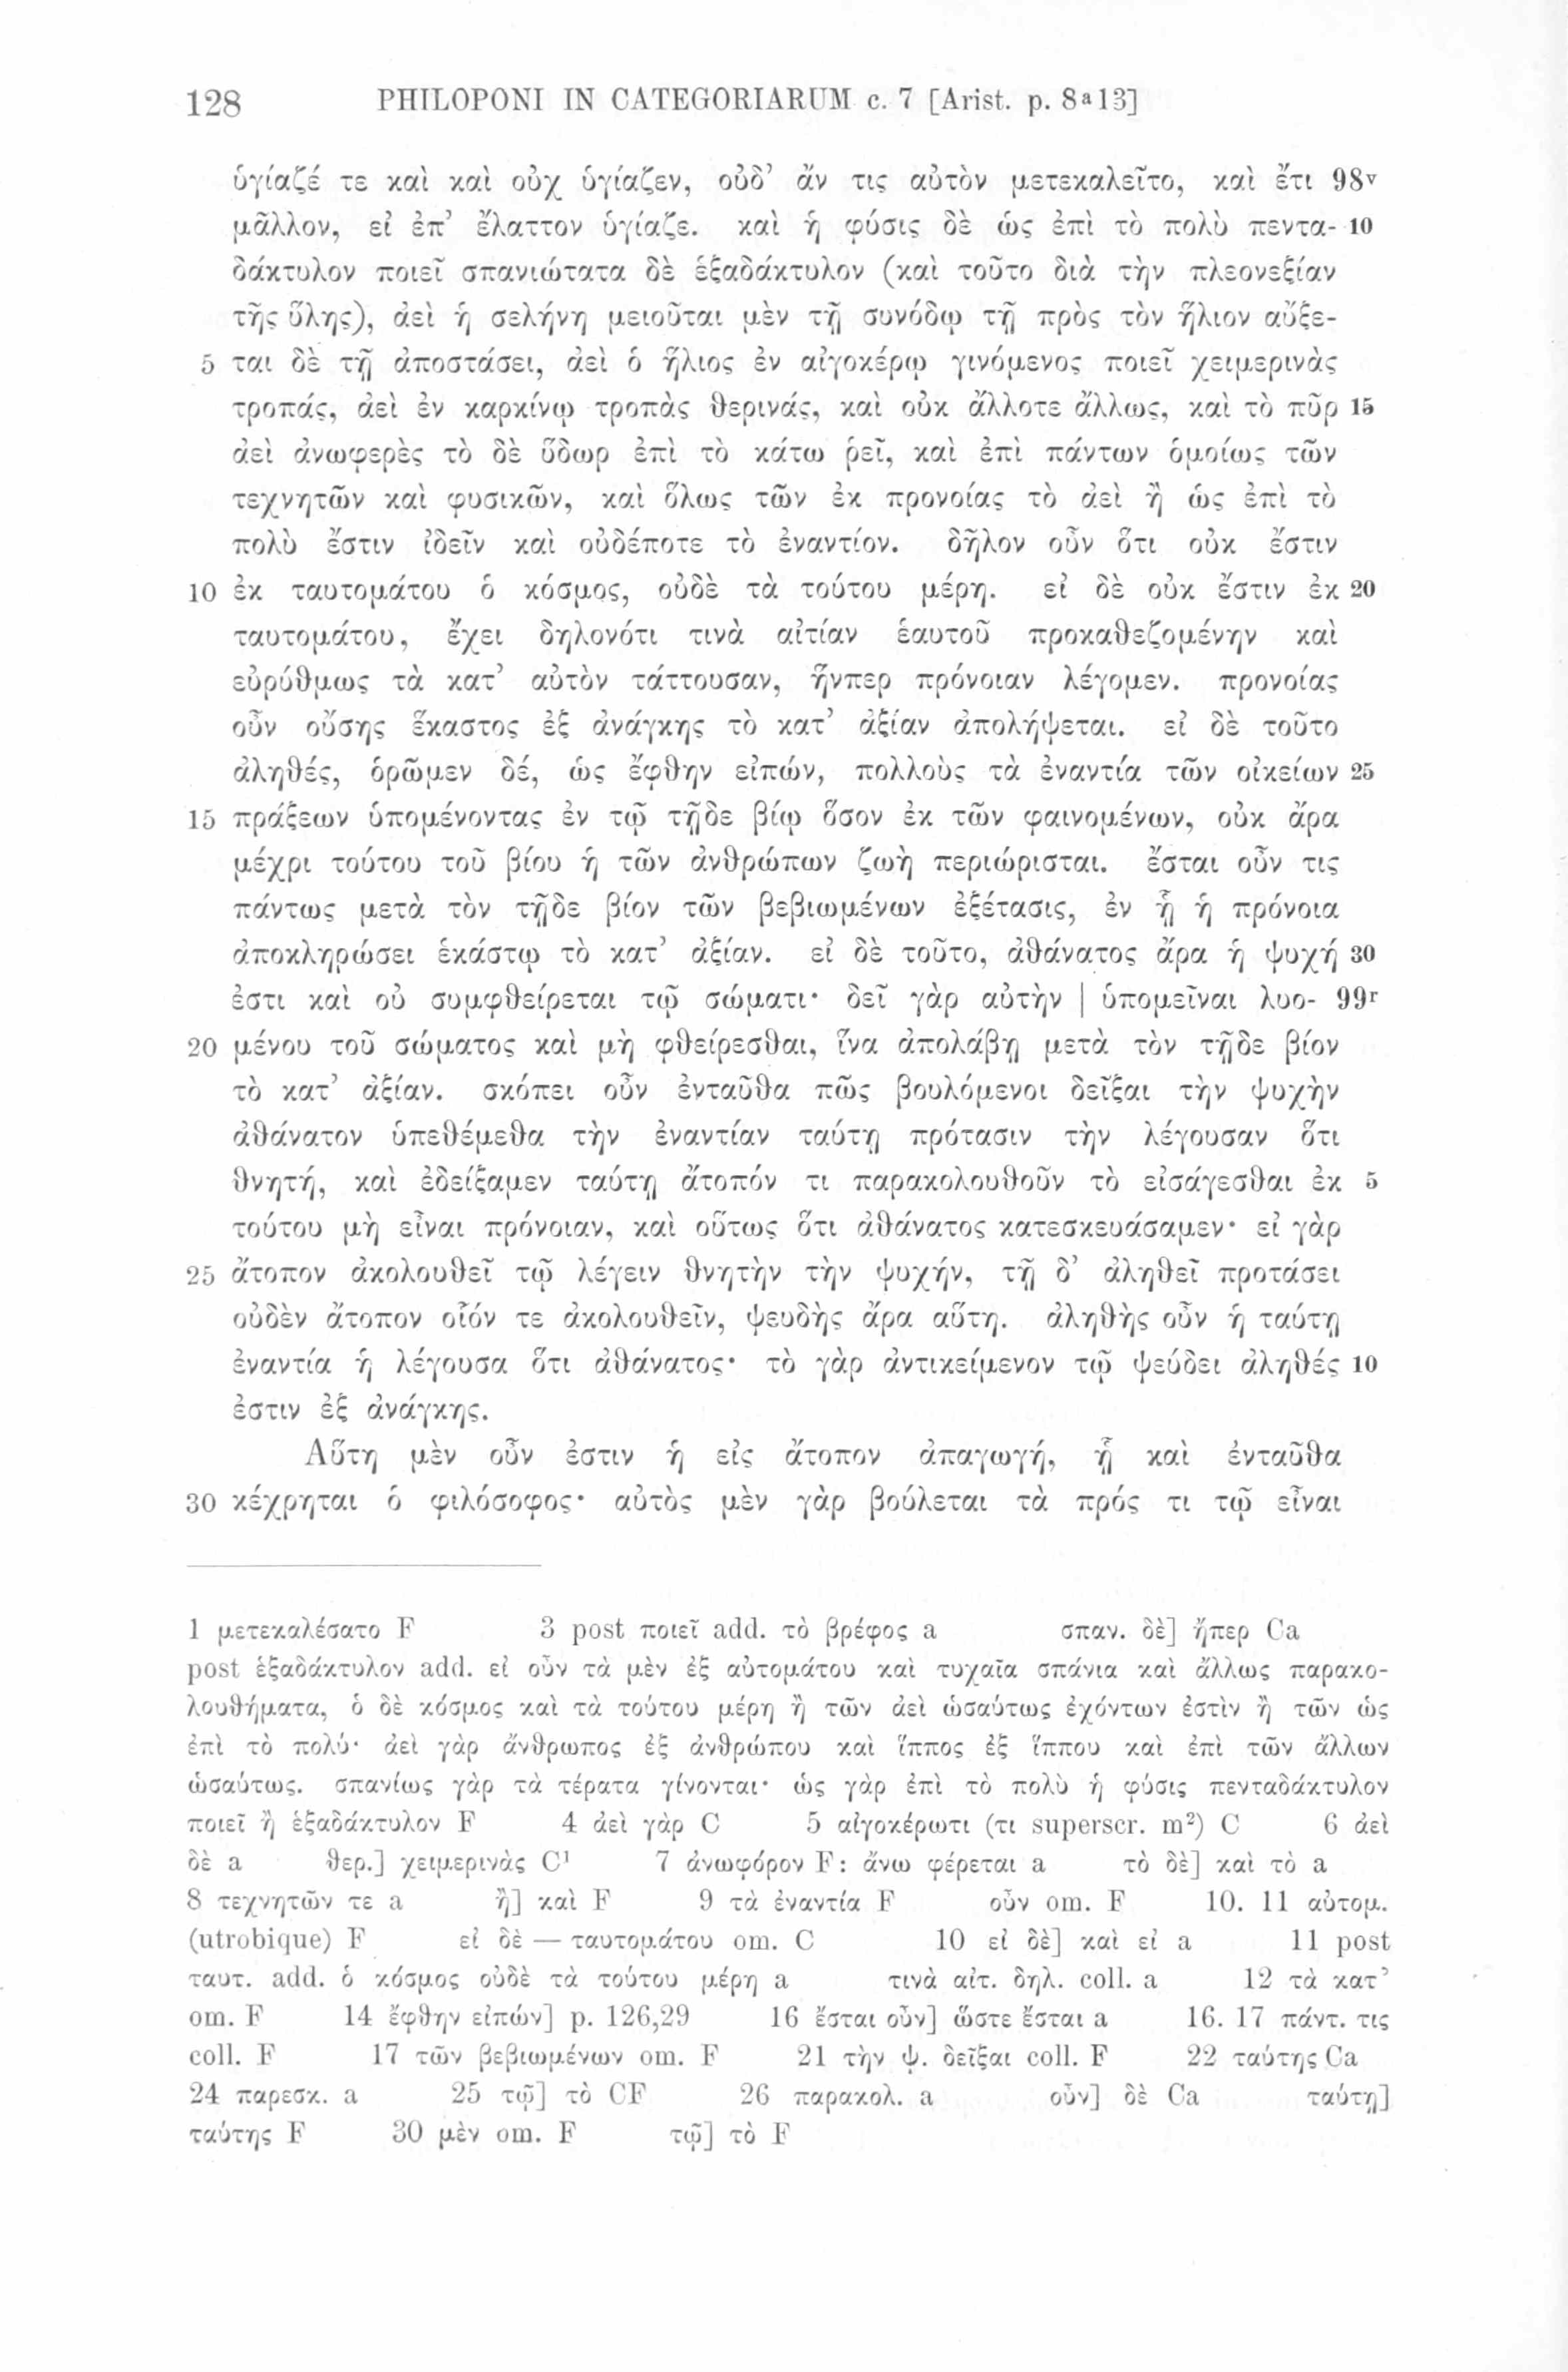 128 PHILOPONI IN CATEGORIARUM c. 7 [Arist. p. 8a13]
ὑγίαζέ τε καὶ καὶ οὐχ ὑγίαζεν, οὐδ’ ἄν τις αὐτὸν μετεκαλεῖτο, καὶ ἔτι 98v
μᾶλλον, εἰ ἐπ’ ἔλαττον ὑγίαζε. καὶ ἡ φύσις δὲ ὡς ἐπὶ τὸ πολὺ πεντα- 10
δάκτυλον ποιεῖ σπανιώτατα δὲ ἑξαδάκτυλον (καὶ τοῦτο διὰ τὴν πλεονεξίαν
τῆς ὕλης), ἀεὶ ἡ σελήνη μειοῦται μὲν τῇ συνόδῳ τῇ πρὸς τὸν ἥλιον αὔξε-
5 ται δὲ τῇ ἀποστάσει, ἀεὶ ὁ ἥλιος ἐν αἰγοκέρῳ γινόμενος ποιεῖ χειμερινὰς
τροπάς, ἀεὶ ἐν καρκίνῳ τροπὰς θερινάς, καὶ οὐκ ἄλλοτε ἄλλως, καὶ τὸ πῦρ 15
ἀεὶ ἀνωφερὲς τὸ δὲ ὕδωρ ἐπὶ τὸ κάτω ῥεῖ, καὶ ἐπὶ πάντων ὁμοίως τῶν
τεχνητῶν καὶ φυσικῶν, καὶ ὅλως τῶν ἐκ προνοίας τὸ ἀεὶ ἢ ὡς ἐπὶ τὸ
πολὺ ἔστιν ἰδεῖν καὶ οὐδέποτε τὸ ἐναντίον. δῆλον οὖν ὅτι οὐκ ἔστιν
10 ἐκ ταυτομάτου ὁ κόσμος, οὐδὲ τὰ τούτου μέρη. εἰ δὲ οὐκ ἔστιν ἐκ 20
ταυτομάτου, ἔχει δηλονότι τινὰ αἰτίαν ἑαυτοῦ προκαθεζομένην καὶ
εὐρύθμως τὰ κατ’ αὐτὸν τάττουσαν, ἥνπερ πρόνοιαν λέγομεν. προνοίας
οὖν οὔσης ἕκαστος ἐξ ἀνάγκης τὸ κατ’ ἀξίαν ἀπολήψεται. εἰ δὲ τοῦτο
ἀληθές, ὁρῶμεν δέ, ὡς ἔφθην εἰπών, πολλοὺς τὰ ἐναντία τῶν οἰκείων 25
15 πράξεων ὑπομένοντας ἐν τῷ τῇδε βίῳ ὅσον ἐκ τῶν φαινομένων, οὐκ ἄρα
μέχρι τούτου τοῦ βίου ἡ τῶν ἀνθρώπων ζωὴ περιώρισται. ἔσται οὖν τις
πάντως μετὰ τὸν τῇδε βίον τῶν βεβιωμένων ἐξέτασις, ἐν ᾗ ἡ πρόνοια
ἀποκληρώσει ἑκάστῳ τὸ κατ’ ἀξίαν. εἰ δὲ τοῦτο, ἀθάνατος ἄρα ἡ ψυχή 30
ἐστι καὶ οὐ συμφθείρεται τῷ σώματι· δεῖ γὰρ αὐτὴν | ὑπομεῖναι λυο- 99r
20 μένου τοῦ σώματος καὶ μὴ φθείρεσθαι, ἵνα ἀπολάβῃ μετὰ τὸν τῇδε βίον
τὸ κατ’ ἀξίαν. σκόπει οὖν ἐνταῦθα πῶς βουλόμενοι δεῖξαι τὴν ψυχὴν
ἀθάνατον ὑπεθέμεθα τὴν ἐναντίαν ταύτῃ πρότασιν τὴν λέγουσαν ὅτι
θνητή, καὶ ἐδείξαμεν ταύτῃ ἄτοπόν τι παρακολουθοῦν τὸ εἰσάγεσθαι ἐκ 5
τούτου μὴ εἶναι πρόνοιαν, καὶ οὕτως ὅτι ἀθάνατος κατεσκευάσαμεν· εἰ γὰρ
25 ἄτοπον ἀκολουθεῖ τῷ λέγειν θνητὴν τὴν ψυχήν, τῇ δ’ ἀληθεῖ προτάσει
οὐδὲν ἄτοπον οἷόν τε ἀκολουθεῖν, ψευδὴς ἄρα αὕτη. ἀληθὴς οὖν ἡ ταύτῃ
ἐναντία ἡ λέγουσα ὅτι ἀθάνατος· τὸ γὰρ ἀντικείμενον τῷ ψεύδει ἀληθές 10
ἐστιν ἐξ ἀνάγκης.
Αὕτη μὲν οὖν ἐστιν ἡ εἰς ἄτοπον ἀπαγωγή, ᾗ καὶ ἐνταῦθα
30 κέχρηται ὁ φιλόσοφος· αὐτὸς μὲν γὰρ βούλεται τὰ πρός τι τῷ εἶναι
1 μετεκαλέσατο F 3 post ποιεῖ add. τὸ βρέφος a σπαν. δὲ] ἤπερ Ca
post ἑξαδάκτυλον add. εἰ οὖν τὰ μὲν ἐξ αὐτομάτου καὶ τυχαῖα σπάνια καὶ ἄλλως παρακο-
λουθήματα, ὁ δὲ κόσμος καὶ τὰ τούτου μέρη ἢ τῶν ἀεὶ ὡσαύτως ἐχόντων ἐστὶν ἢ τῶν ὡς
ἐπὶ τὸ πολύ· ἀεὶ γὰρ ἄνθρωπος ἐξ ἀνθρώπου καὶ ἵππος ἐξ ἵππου καὶ ἐπὶ τῶν ἄλλων
ὡσαύτως. σπανίως γὰρ τὰ τέρατα γίνονται· ὡς γὰρ ἐπὶ τὸ πολὺ ἡ φύσις πενταδάκτυλον
ποιεῖ ἢ ἑξαδάκτυλον F 4 ἀεὶ γὰρ C 5 αἰγοκέρωτι (τι superscr. m2) C 6 ἀεὶ
δὲ a θερ.] χειμερινὰς C1 7 ἀνωφόρον F: ἄνω φέρεται a τὸ δὲ] καὶ τὸ a
8 τεχνητῶν τε a ἢ] καὶ F 9 τὰ ἐναντία F οὖν om. F 10. 11 αὐτομ.
(utrobique) F εἰ δὲ — ταυτομάτου om. C 10 εἰ δὲ] καὶ εἰ a 11 post
ταυτ. add. ὁ κόσμος οὐδὲ τὰ τούτου μέρη a τινὰ αἰτ. δηλ. coll. a 12 τὰ κατ’
om. F 14 ἔφθην εἰπών] p. 126,29 16 ἔσται οὖν] ὥστε ἔσται a 16. 17 πάντ. τις
coll. F 17 τῶν βεβιωμένων om. F 21 τὴν ψ. δεῖξαι coll. F 22 ταύτης Ca
24 παρεσκ. a 25 τῷ] τὸ CF 26 παρακολ. a οὖν] δὲ Ca ταύτῃ]
ταύτης F 30 μὲν om. F τῷ] τὸ F